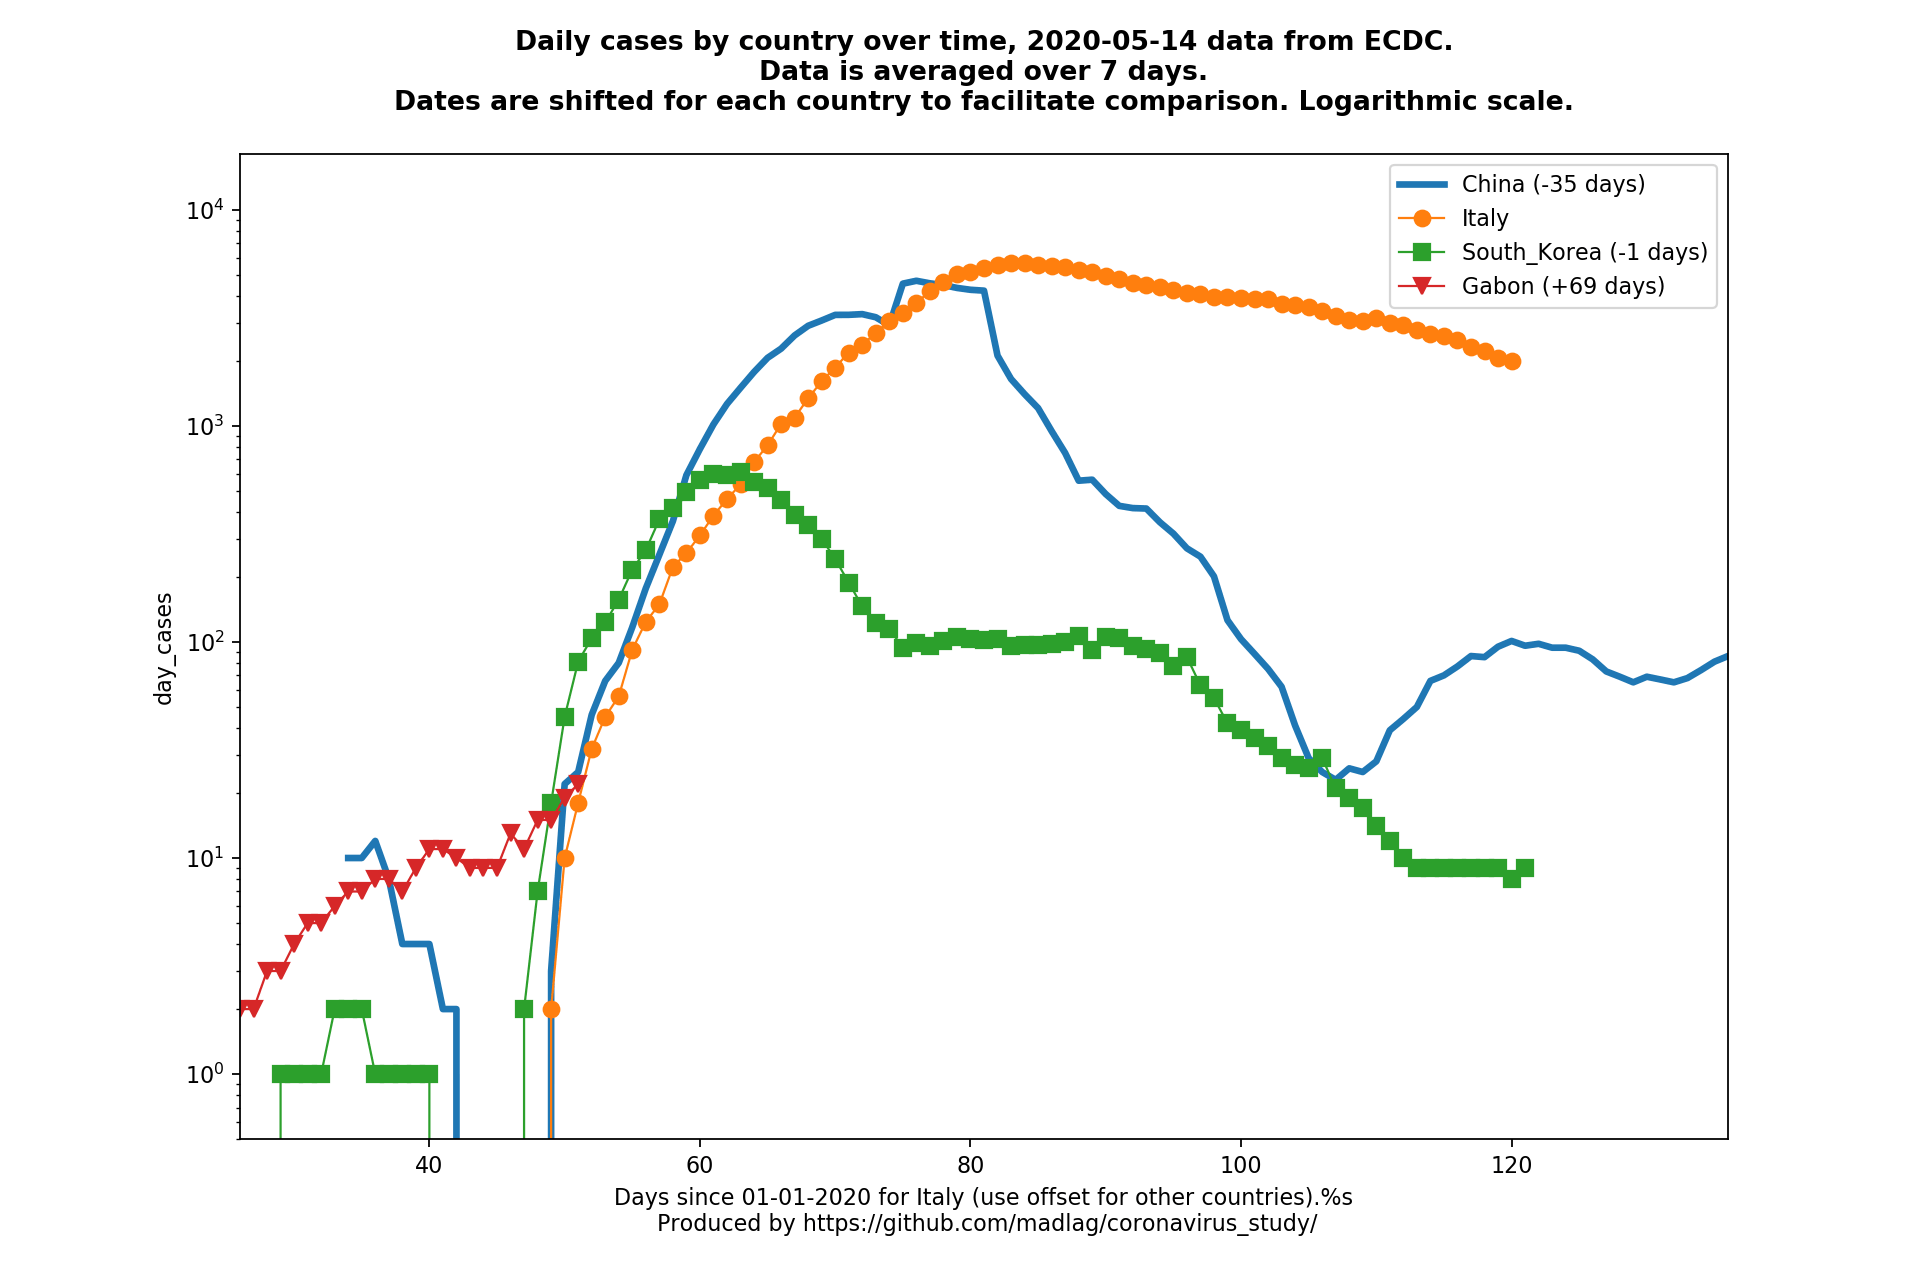 Daily cases by country over time, 2020-05-14 data from ECDC.
Data is averaged over 7 days.
Dates are shifted for each country to facilitate comparison. Logarithmic scale.
China (-35 days)
Italy
South_Korea (-1 days)
Gabon (+69 days)
day_cases
10⁴
10³
10²
10¹
10⁰
40 60 80 100 120
Days since 01-01-2020 for Italy (use offset for other countries).%s
Produced by https://github.com/madlag/coronavirus_study/